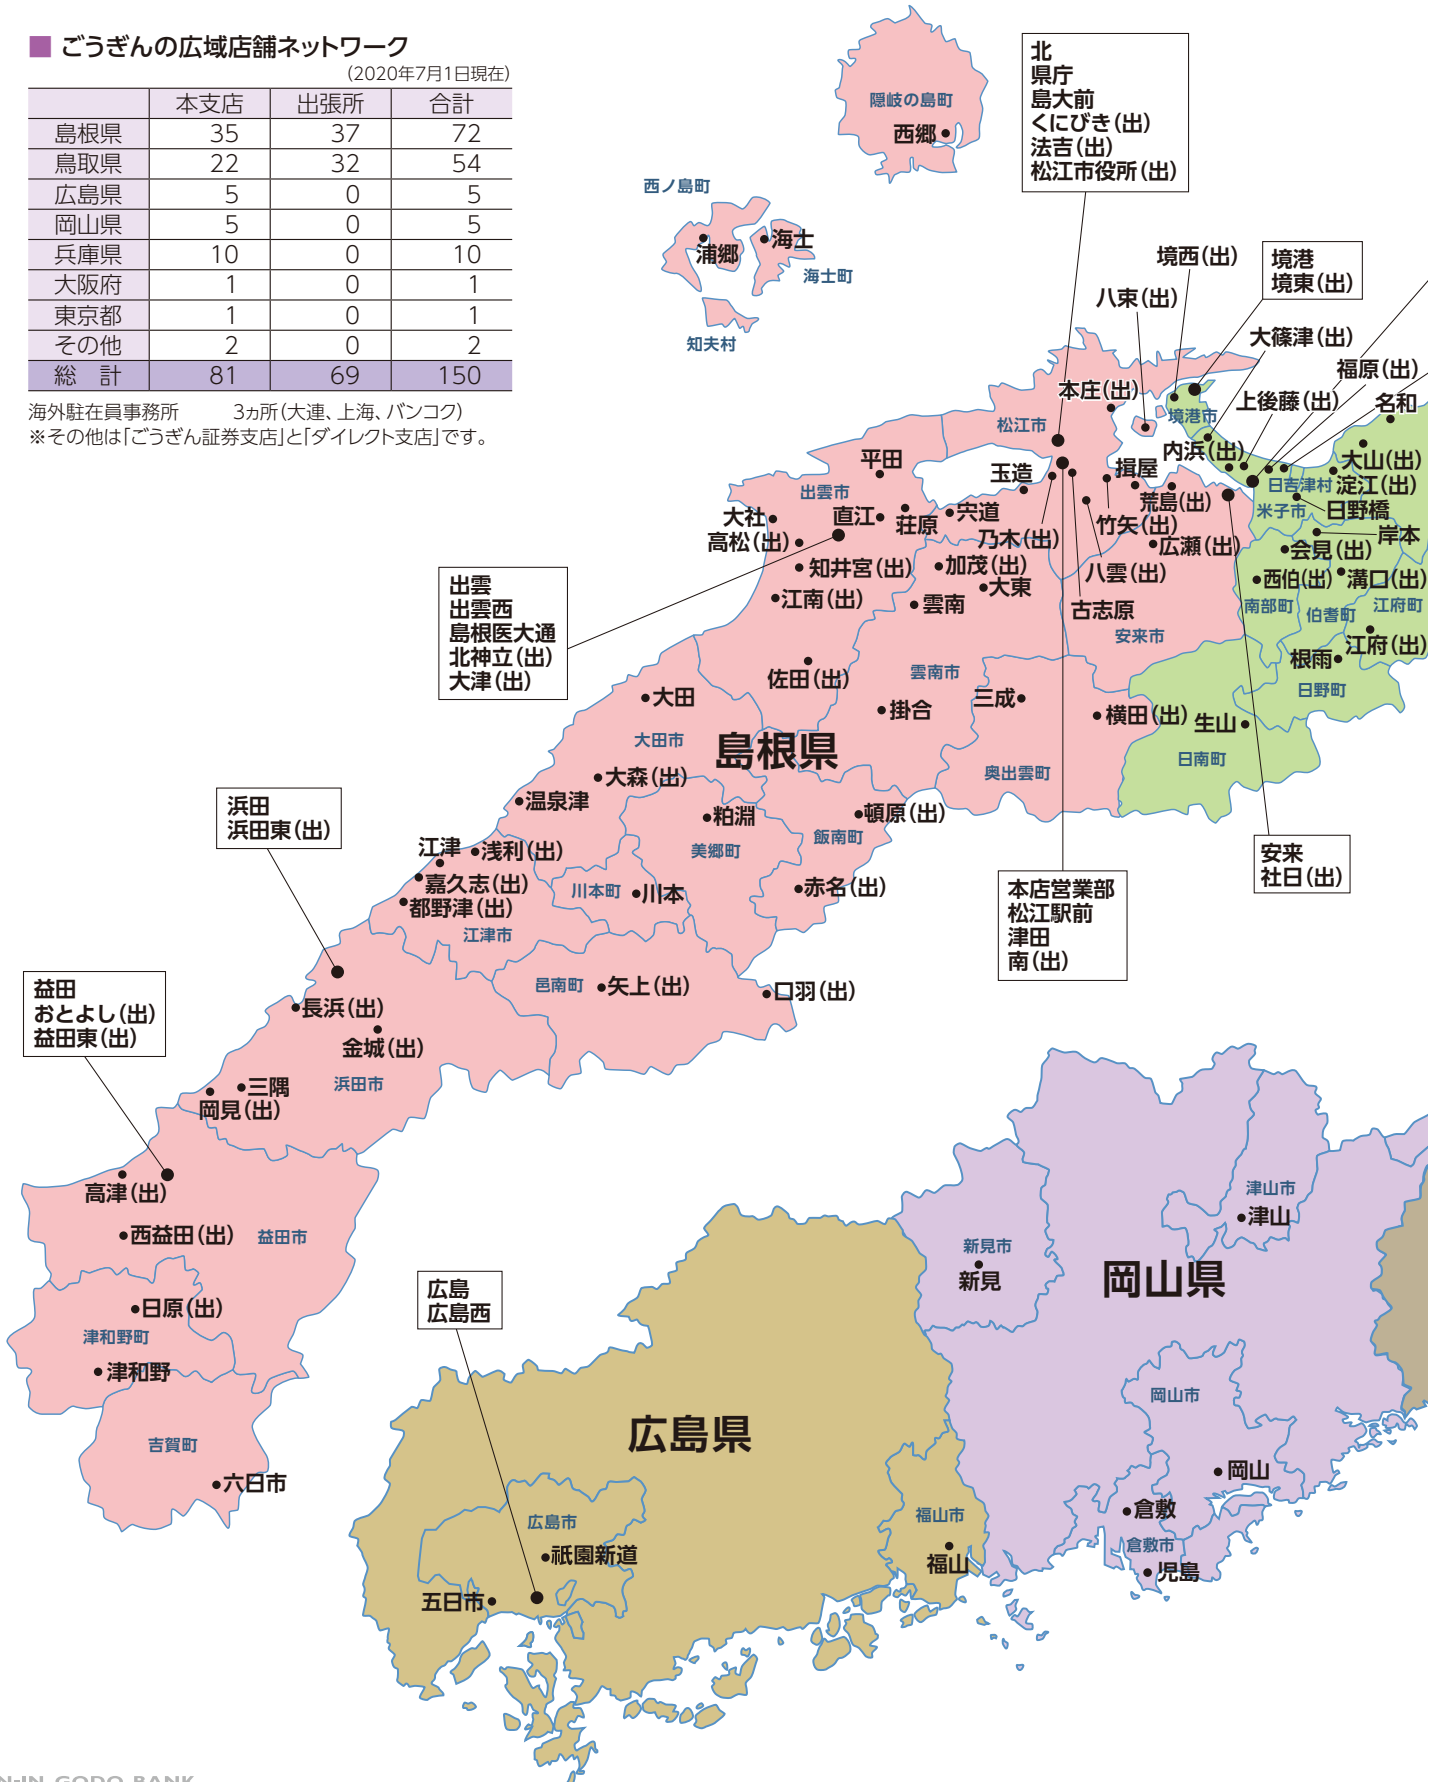 ■ ごうぎんの広域店舗ネットワーク
(2020年7月1日現在)
本支店 出張所 合計
島根県 35 37 72
鳥取県 22 32 54
広島県 5 0 5
岡山県 5 0 5
兵庫県 10 0 10
大阪府 1 0 1
東京都 1 0 1
その他 2 0 2
総 計 81 69 150
海外駐在員事務所 3ヵ所(大連、上海、バンコク)
※その他は「ごうぎん証券支店」と「ダイレクト支店」です。
隠岐の島町
西郷
西ノ島町
浦郷
海士
海士町
知夫村
北
県庁
島大前
くにびき(出)
法吉(出)
松江市役所(出)
境西(出)
境港
境東(出)
八束(出)
大篠津(出)
福原(出)
上後藤(出)
名和
本庄(出)
境港市
松江市
内浜(出)
大山(出)
平田
玉造
揖屋
日吉津村
淀江(出)
出雲市
荒島(出)
米子市
日野橋
大社
直江
荘原
宍道
竹矢(出)
高松(出)
乃木(出)
広瀬(出)
岸本
会見(出)
知井宮(出)
加茂(出)
八雲(出)
西伯(出)
溝口(出)
大東
江南(出)
雲南
古志原
南部町
伯耆町
江府町
安来市
江府(出)
根雨
出雲
出雲西
島根医大通
北神立(出)
大津(出)
佐田(出)
雲南市
日野町
大田
掛合
三成
横田(出)
生山
大田市
島根県
日南町
奥出雲町
大森(出)
温泉津
粕淵
頓原(出)
飯南町
浜田
浜田東(出)
江津
浅利(出)
美郷町
嘉久志(出)
川本町
川本
赤名(出)
都野津(出)
江津市
安来
社日(出)
本店営業部
松江駅前
津田
南(出)
邑南町
矢上(出)
口羽(出)
益田
おとよし(出)
益田東(出)
長浜(出)
金城(出)
三隅
浜田市
岡見(出)
高津(出)
西益田(出)
益田市
日原(出)
津和野町
津和野
吉賀町
六日市
津山市
津山
新見市
新見
岡山県
広島
広島西
岡山市
広島県
岡山
倉敷
福山市
倉敷市
広島市
福山
児島
祇園新道
五日市
N-IN GODO BANK